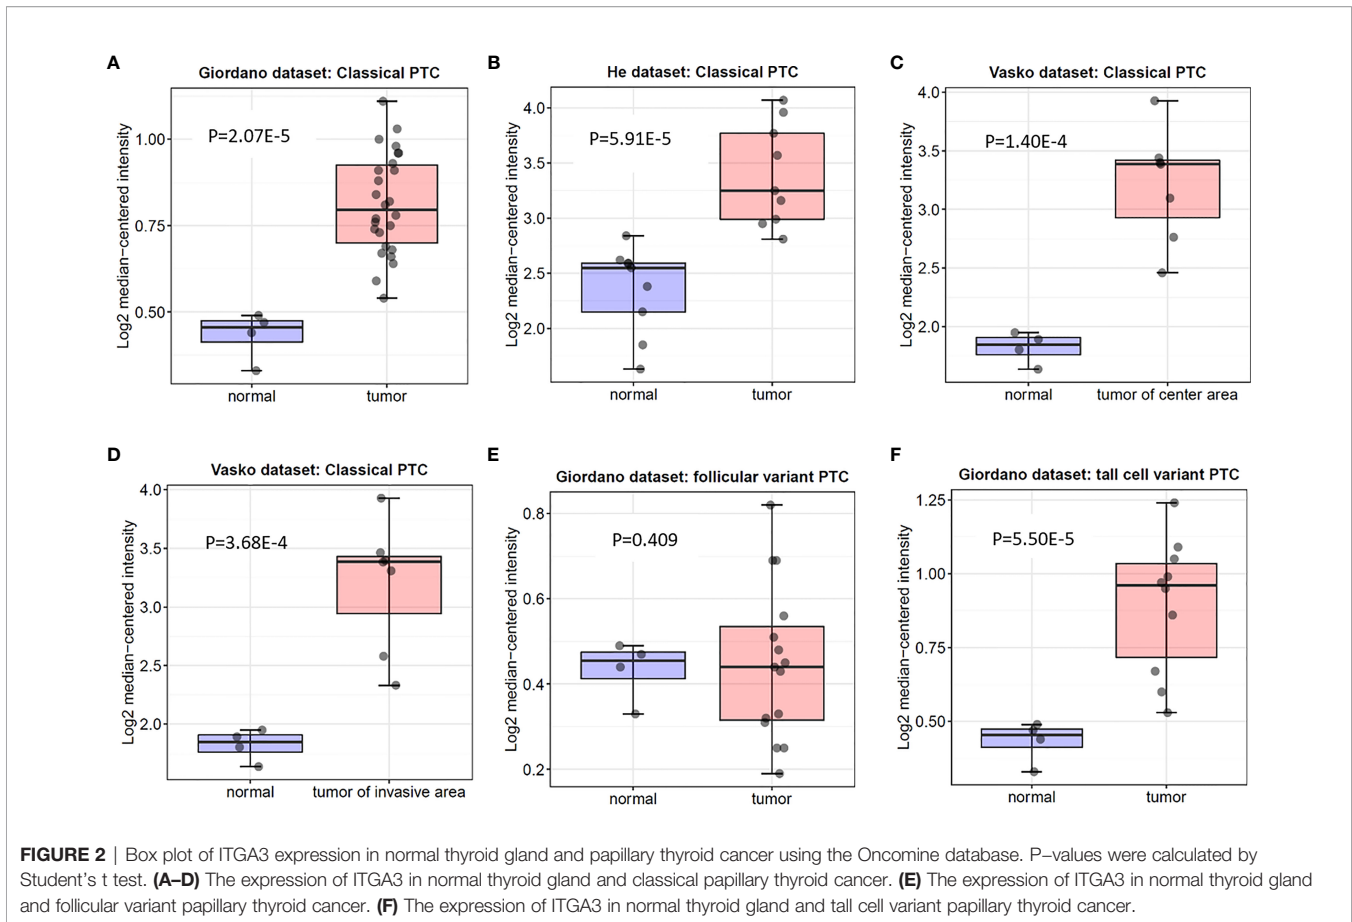 A
Giordano dataset: Classical PTC
Log2 median−centered intensity
1.00
0.75
0.50
P=2.07E-5
normal
tumor
B
He dataset: Classical PTC
Log2 median−centered intensity
4.0
3.5
3.0
2.5
2.0
P=5.91E-5
normal
tumor
C
Vasko dataset: Classical PTC
Log2 median−centered intensity
4.0
3.5
3.0
2.5
2.0
P=1.40E-4
normal
tumor of center area
D
Vasko dataset: Classical PTC
Log2 median−centered intensity
4.0
3.5
3.0
2.5
2.0
P=3.68E-4
normal
tumor of invasive area
E
Giordano dataset: follicular variant PTC
Log2 median−centered intensity
0.8
0.6
0.4
0.2
P=0.409
normal
tumor
F
Giordano dataset: tall cell variant PTC
Log2 median−centered intensity
1.25
1.00
0.75
0.50
P=5.50E-5
normal
tumor
FIGURE 2 | Box plot of ITGA3 expression in normal thyroid gland and papillary thyroid cancer using the Oncomine database. P−values were calculated by
Student's t test. (A–D) The expression of ITGA3 in normal thyroid gland and classical papillary thyroid cancer. (E) The expression of ITGA3 in normal thyroid gland
and follicular variant papillary thyroid cancer. (F) The expression of ITGA3 in normal thyroid gland and tall cell variant papillary thyroid cancer.